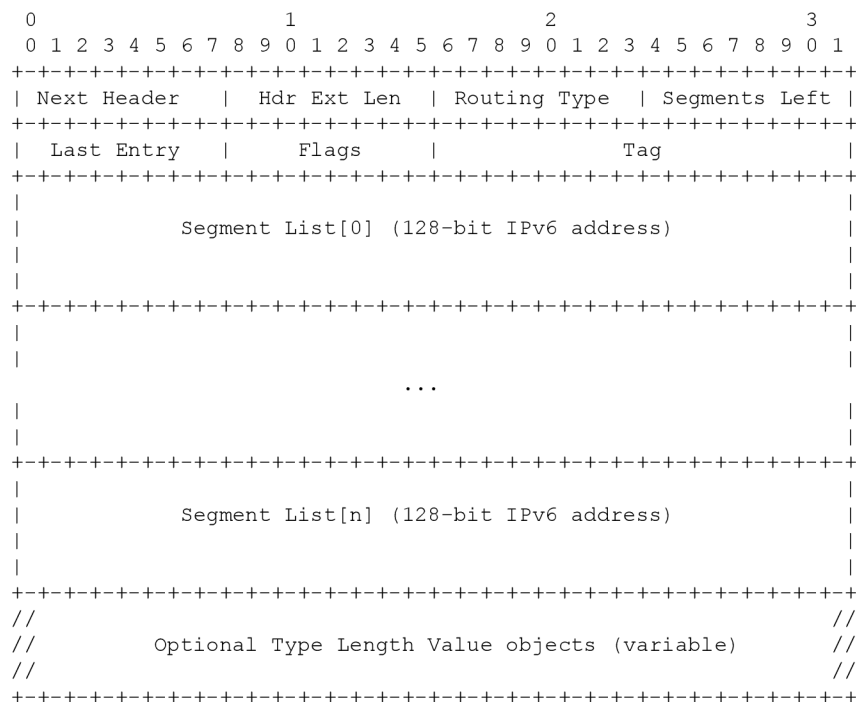 0                   1                   2                   3
 0 1 2 3 4 5 6 7 8 9 0 1 2 3 4 5 6 7 8 9 0 1 2 3 4 5 6 7 8 9 0 1
+-+-+-+-+-+-+-+-+-+-+-+-+-+-+-+-+-+-+-+-+-+-+-+-+-+-+-+-+-+-+-+-+
| Next Header   |  Hdr Ext Len  | Routing Type  | Segments Left |
+-+-+-+-+-+-+-+-+-+-+-+-+-+-+-+-+-+-+-+-+-+-+-+-+-+-+-+-+-+-+-+-+
|  Last Entry   |     Flags     |              Tag              |
+-+-+-+-+-+-+-+-+-+-+-+-+-+-+-+-+-+-+-+-+-+-+-+-+-+-+-+-+-+-+-+-+
|                                                               |
|            Segment List[0] (128-bit IPv6 address)             |
|                                                               |
|                                                               |
+-+-+-+-+-+-+-+-+-+-+-+-+-+-+-+-+-+-+-+-+-+-+-+-+-+-+-+-+-+-+-+-+
|                                                               |
|                                                               |
                              ...
|                                                               |
|                                                               |
+-+-+-+-+-+-+-+-+-+-+-+-+-+-+-+-+-+-+-+-+-+-+-+-+-+-+-+-+-+-+-+-+
|                                                               |
|            Segment List[n] (128-bit IPv6 address)             |
|                                                               |
|                                                               |
+-+-+-+-+-+-+-+-+-+-+-+-+-+-+-+-+-+-+-+-+-+-+-+-+-+-+-+-+-+-+-+-+
//                                                             //
//         Optional Type Length Value objects (variable)       //
//                                                             //
+-+-+-+-+-+-+-+-+-+-+-+-+-+-+-+-+-+-+-+-+-+-+-+-+-+-+-+-+-+-+-+-+